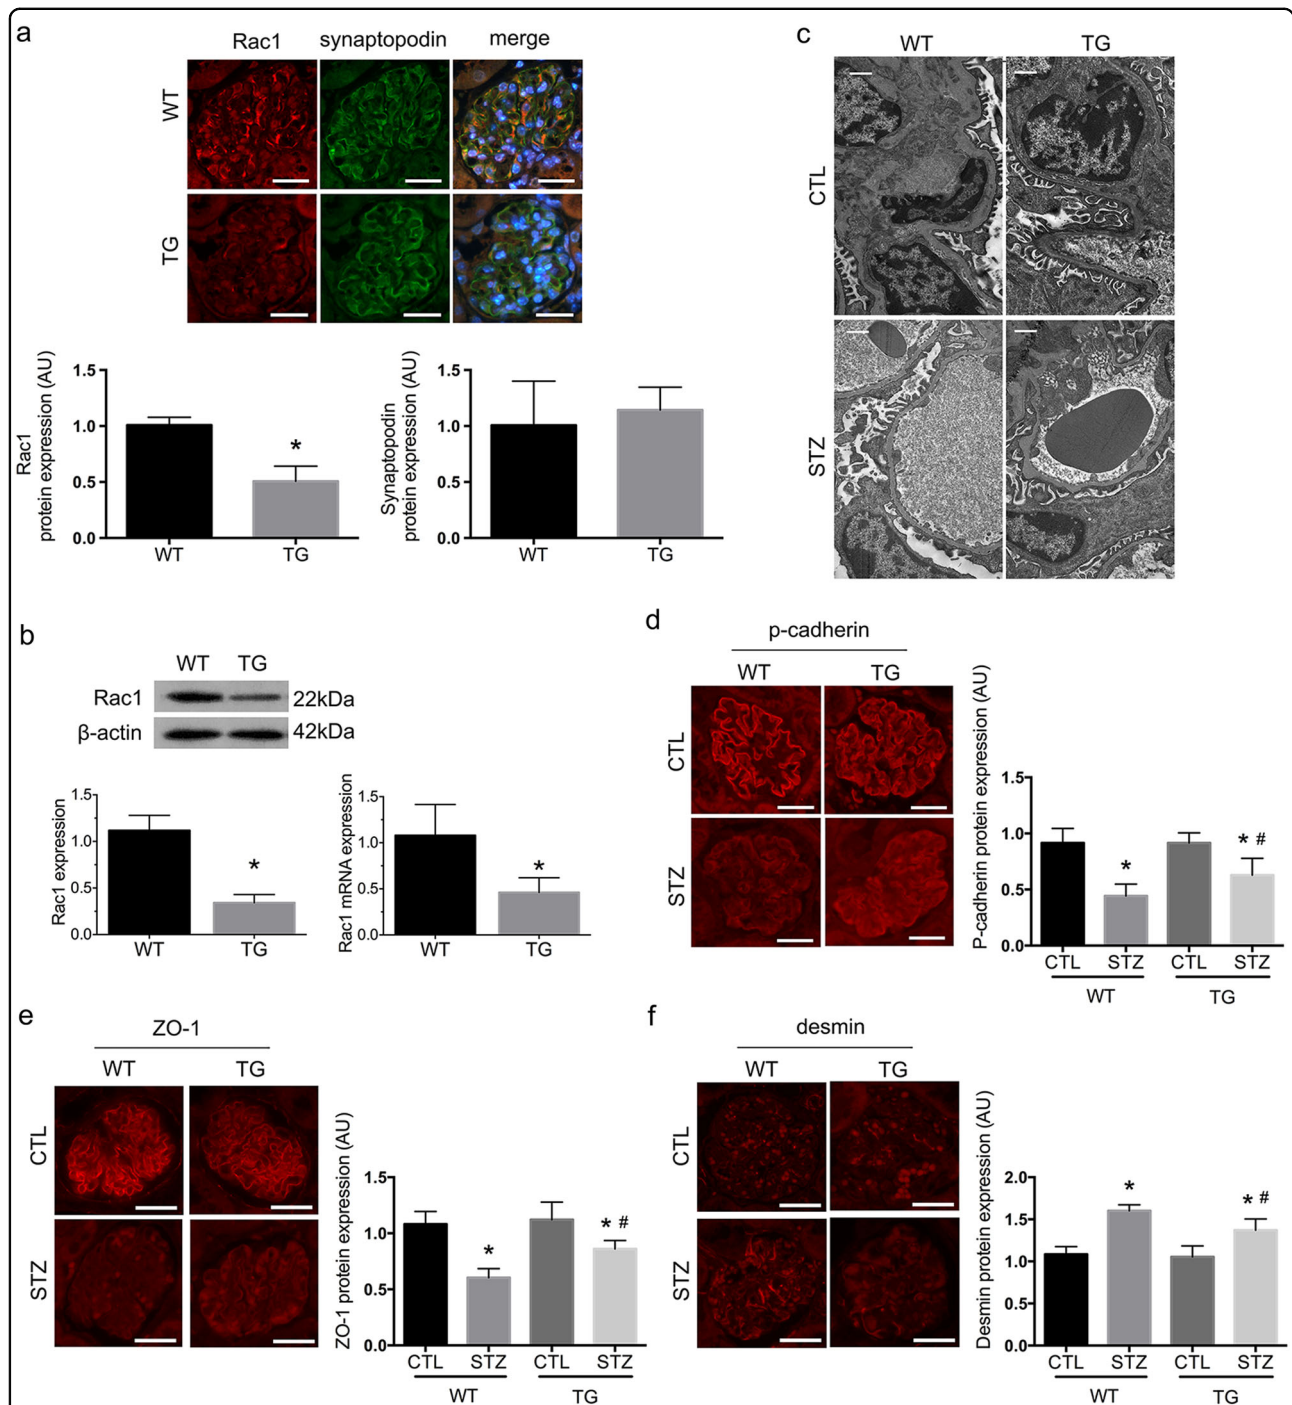 a
Rac1 synaptopodin merge
WT
TG
Rac1
protein expression (AU)
1.5
1.0
0.5
0.0
*
WT TG
Synaptopodin
protein expression (AU)
1.5
1.0
0.5
0.0
WT TG
b
WT TG
Rac1 22kDa
β-actin 42kDa
Rac1 expression
1.5
1.0
0.5
0.0
*
WT TG
Rac1 mRNA expression
1.5
1.0
0.5
0.0
*
WT TG
c
WT TG
CTL
STZ
d
p-cadherin
WT TG
CTL
STZ
P-cadherin protein expression (AU)
1.5
1.0
0.5
0.0
* * #
CTL STZ CTL STZ
WT TG
e
ZO-1
WT TG
CTL
STZ
ZO-1 protein expression (AU)
1.5
1.0
0.5
0.0
* * #
CTL STZ CTL STZ
WT TG
f
desmin
WT TG
CTL
STZ
Desmin protein expression (AU)
2.0
1.5
1.0
0.5
0.0
* * #
CTL STZ CTL STZ
WT TG